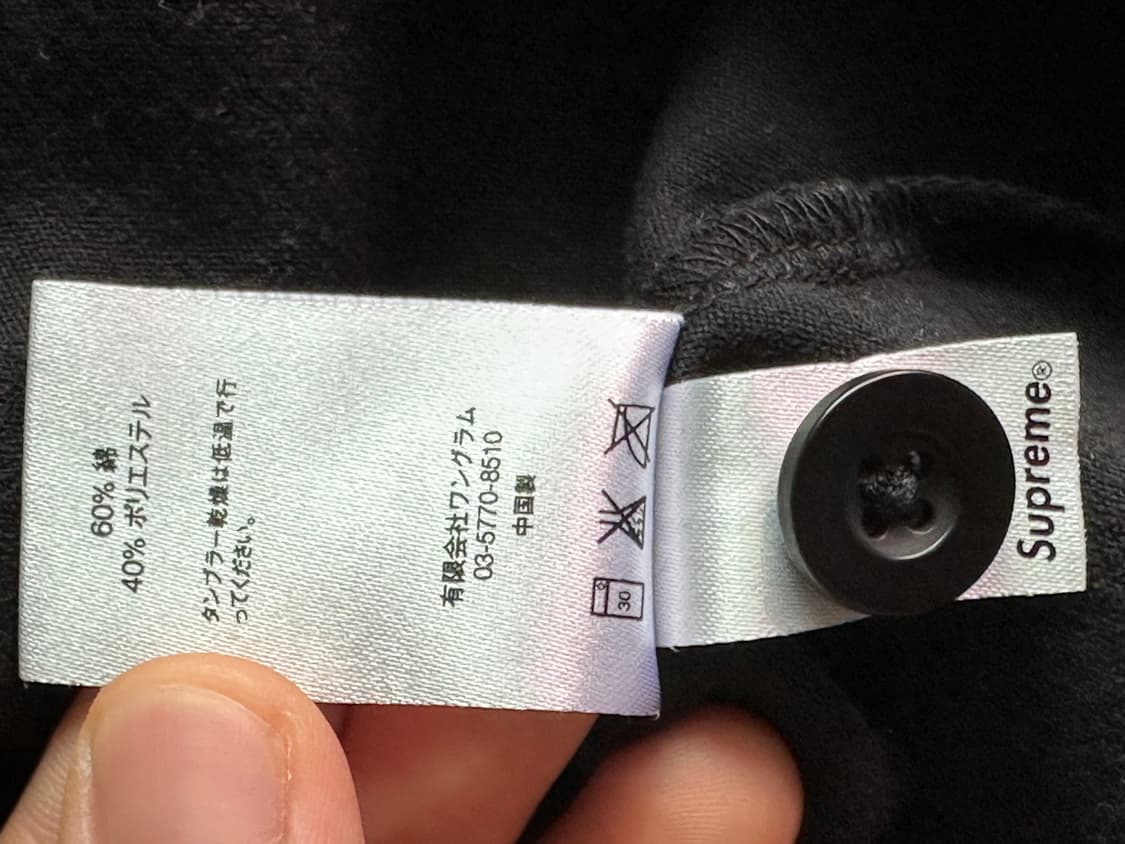 60% 綿
40% ポリエステル
タンブラー乾燥は低温で行
ってください。
有限会社ワングラム
03-5770-8510
中国製
30
Supreme®